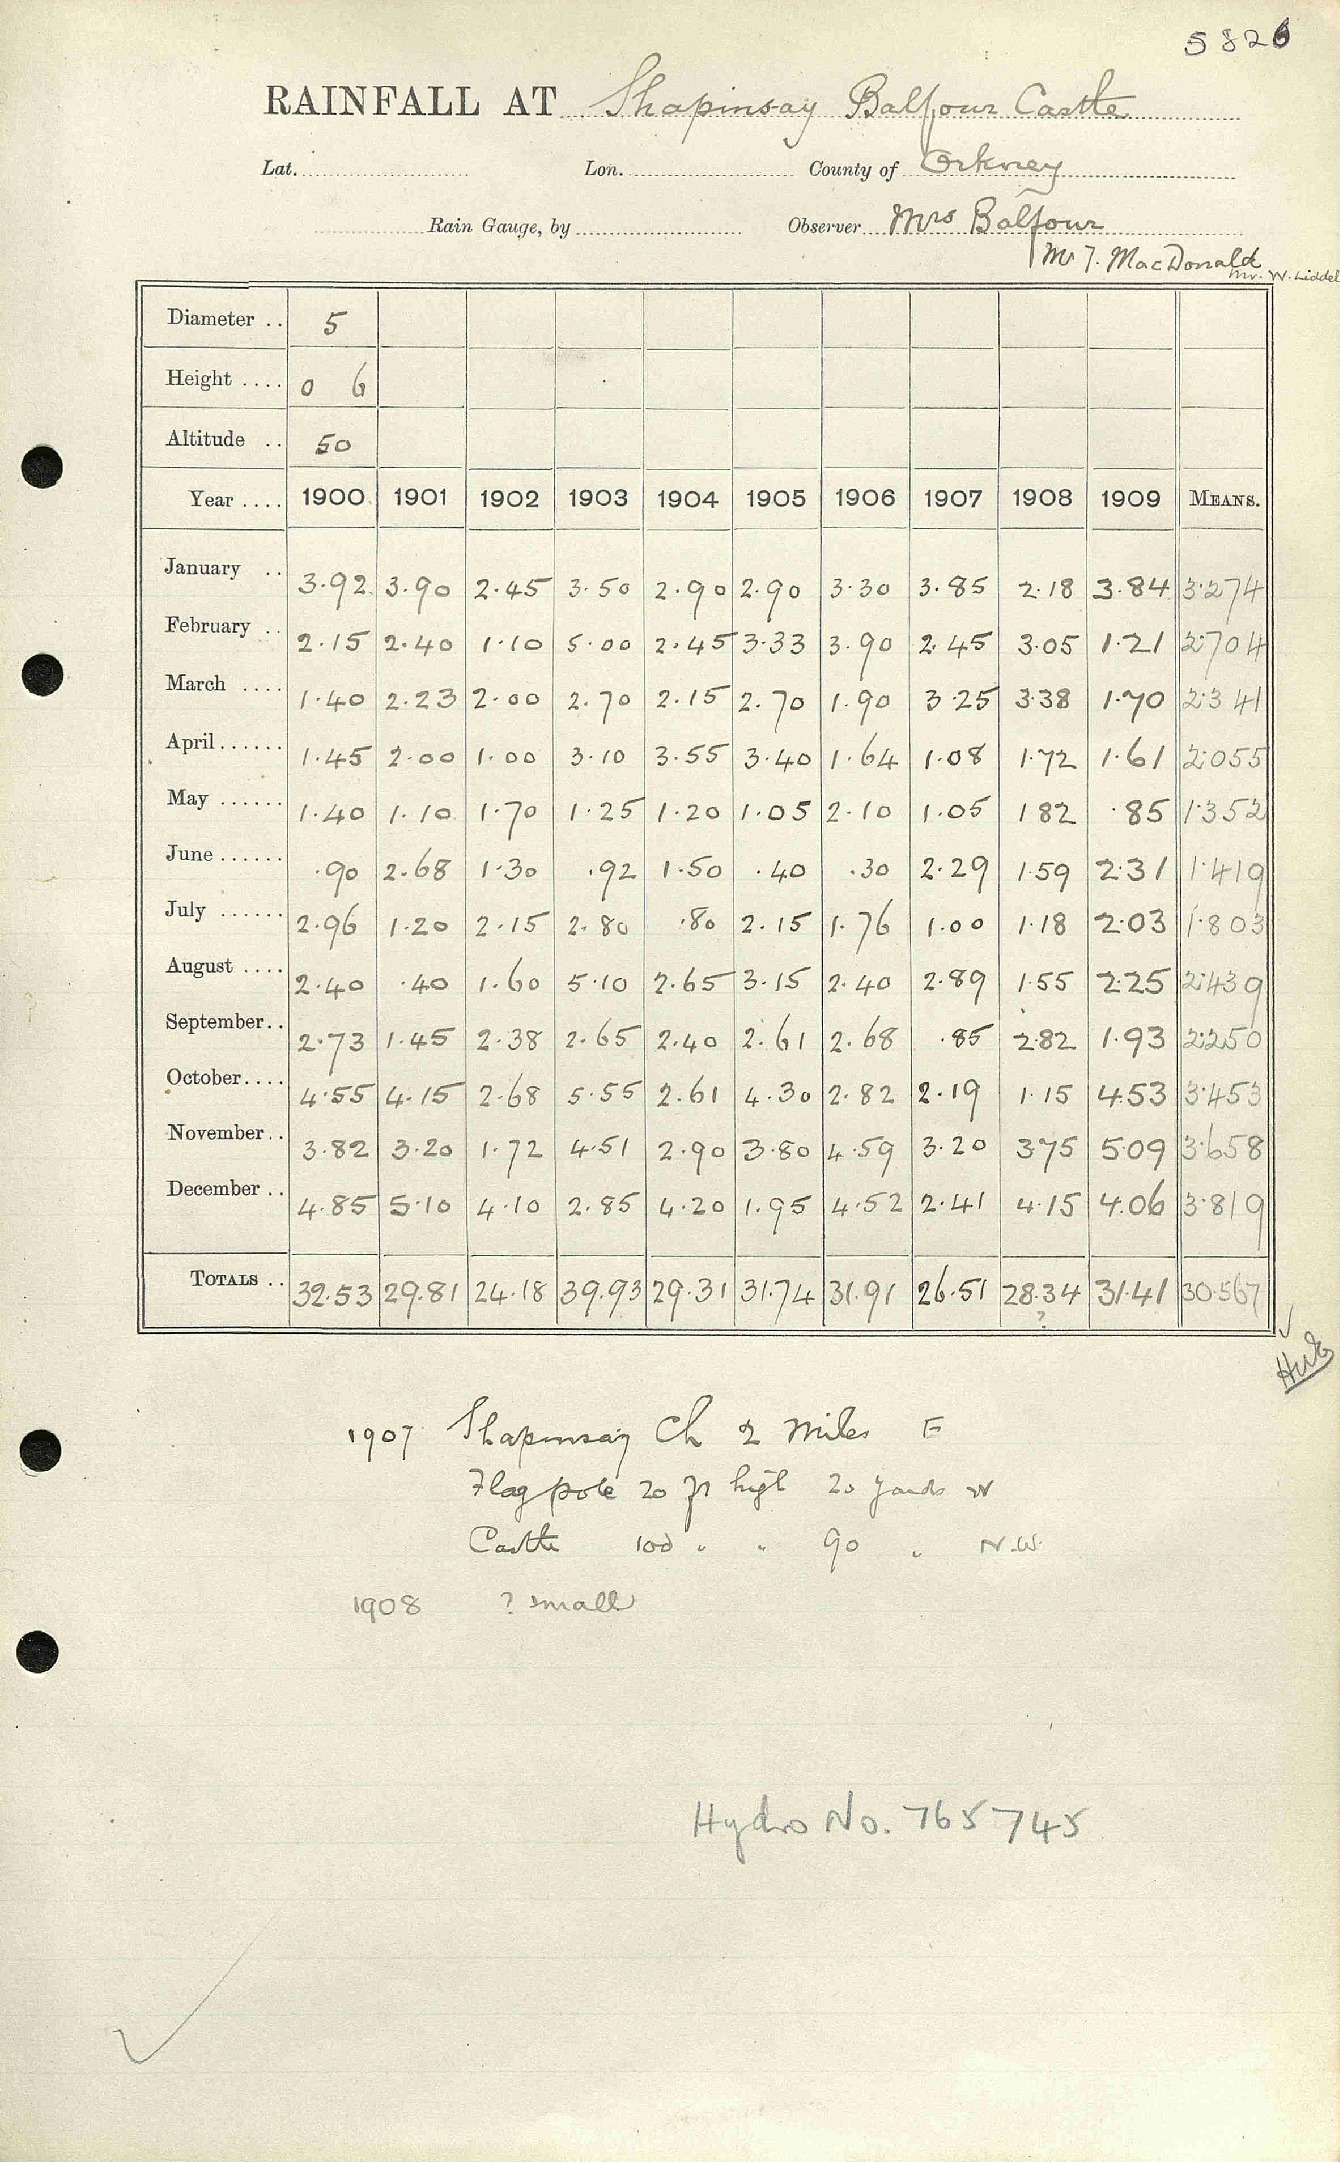 5826
RAINFALL AT Shapinsay Balfour Castle
Lat. Lon. County of Orkney
Rain Gauge, by Observer Mrs Balfour
Mr J. MacDonald
Mr. W. Liddel
Diameter .. 5
Height .... 0 6
Altitude .. 50
Year .... 1900 1901 1902 1903 1904 1905 1906 1907 1908 1909 MEANS.
January .. 3.92 3.90 2.45 3.50 2.90 2.90 3.30 3.85 2.18 3.84 3.274
February .. 2.15 2.40 1.10 5.00 2.45 3.33 3.90 2.45 3.05 1.21 2.704
March .... 1.40 2.23 2.00 2.70 2.15 2.70 1.90 3.25 3.38 1.70 2.341
April ...... 1.45 2.00 1.00 3.10 3.55 3.40 1.64 1.08 1.72 1.61 2.055
May ...... 1.40 1.10 1.70 1.25 1.20 1.05 2.10 1.05 1 82 .85 1.352
June ...... .90 2.68 1.30 .92 1.50 .40 .30 2.29 1.59 2.31 1.419
July ...... 2.96 1.20 2.15 2.80 .80 2.15 1.76 1.00 1.18 2.03 1.803
August .... 2.40 .40 1.60 5.10 2.65 3.15 2.40 2.89 1.55 2.25 2.439
September.. 2.73 1.45 2.38 2.65 2.40 2.61 2.68 .85 2.82 1.93 2.250
October.... 4.55 4.15 2.68 5.55 2.61 4.30 2.82 2.19 1.15 4.53 3.453
November.. 3.82 3.20 1.72 4.51 2.90 3.80 4.59 3.20 3.75 5.09 3.658
December .. 4.85 5.10 4.10 2.85 4.20 1.95 4.52 2.41 4.15 4.06 3.819
TOTALS .. 32.53 29.81 24.18 39.93 29.31 31.74 31.91 26.51 28.34 31.41 30.567
?
1907 Shapinsay Ch 2 miles E
Flag pole 20 ft high 20 yards W
Castle 100 " " 90 " N.W.
1908 ? small
Hydro No. 765745